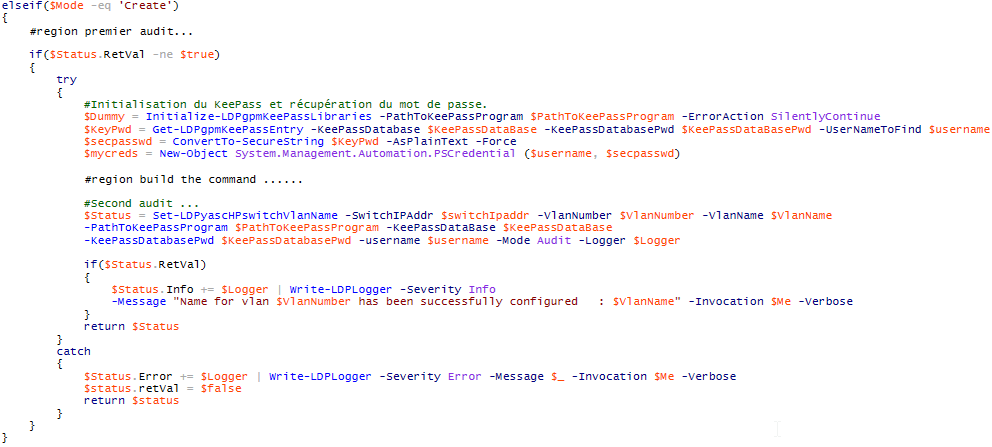 elseif($Mode -eq 'Create')
{
#region premier audit...
if($Status.RetVal -ne $true)
{
try
{
#Initialisation du KeePass et récupération du mot de passe.
$Dummy = Initialize-LDPgpmKeePassLibraries -PathToKeePassProgram $PathToKeePassProgram -ErrorAction SilentlyContinue
$KeyPwd = Get-LDPgpmKeePassEntry -KeePassDatabase $KeePassDataBase -KeePassDatabasePwd $KeePassDataBasePwd -UserNameToFind $username
$secpasswd = ConvertTo-SecureString $KeyPwd -AsPlainText -Force
$mycreds = New-Object System.Management.Automation.PSCredential ($username, $secpasswd)
#region build the command ......
#Second audit ...
$Status = Set-LDPyascHPswitchVlanName -SwitchIPAddr $switchIpaddr -VlanNumber $VlanNumber -VlanName $VlanName
-PathToKeePassProgram $PathToKeePassProgram -KeePassDataBase $KeePassDataBase
-KeePassDatabasePwd $KeePassDatabasePwd -username $username -Mode Audit -Logger $Logger
if($Status.RetVal)
{
$Status.Info += $Logger | Write-LDPLogger -Severity Info
-Message "Name for vlan $VlanNumber has been successfully configured   : $VlanName" -Invocation $Me -Verbose
}
return $Status
}
catch
{
$Status.Error += $Logger | Write-LDPLogger -Severity Error -Message $_ -Invocation $Me -Verbose
$status.retVal = $false
return $status
}
}
}